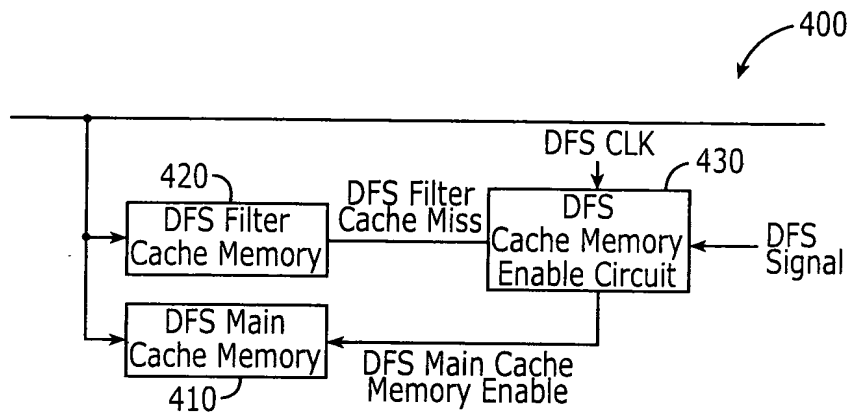 400
DFS CLK
430
420
DFS Filter
Cache Miss
DFS Filter
Cache Memory
DFS
Cache Memory
Enable Circuit
DFS
Signal
DFS Main
Cache Memory
410
DFS Main Cache
Memory Enable